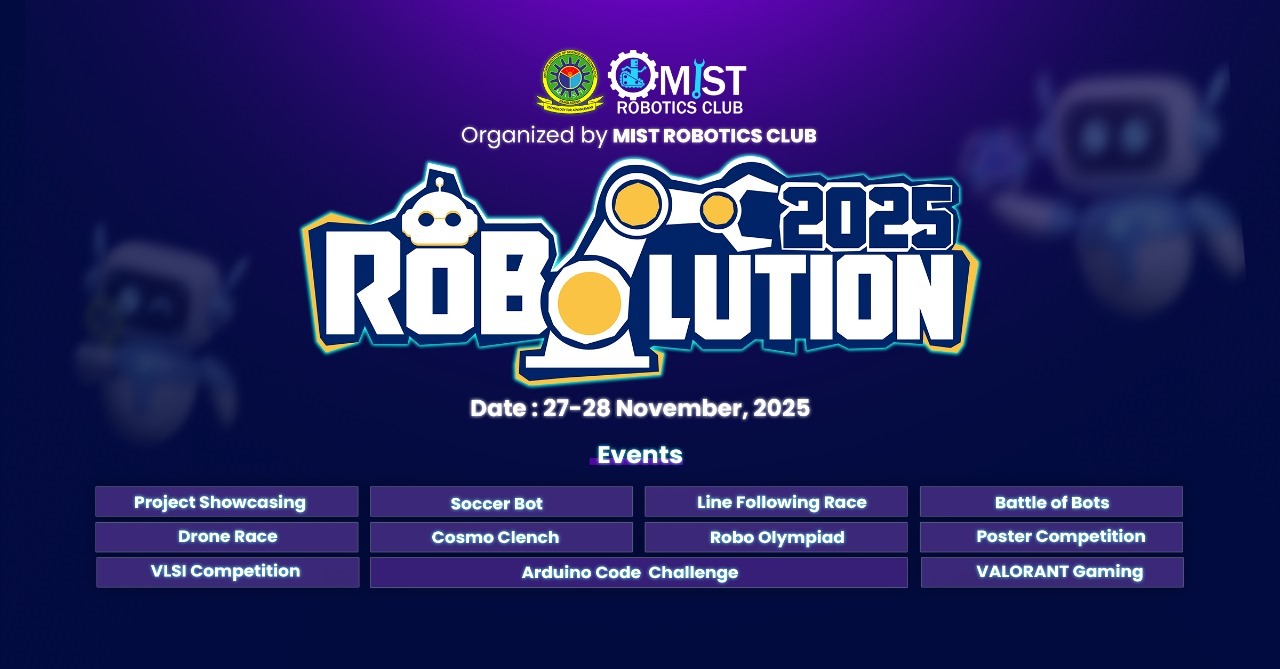 MIST
ROBOTICS CLUB
Organized by MIST ROBOTICS CLUB
ROBOLUTION 2025
Date : 27-28 November, 2025
Events
Project Showcasing
Soccer Bot
Line Following Race
Battle of Bots
Drone Race
Cosmo Clench
Robo Olympiad
Poster Competition
VLSI Competition
Arduino Code Challenge
VALORANT Gaming